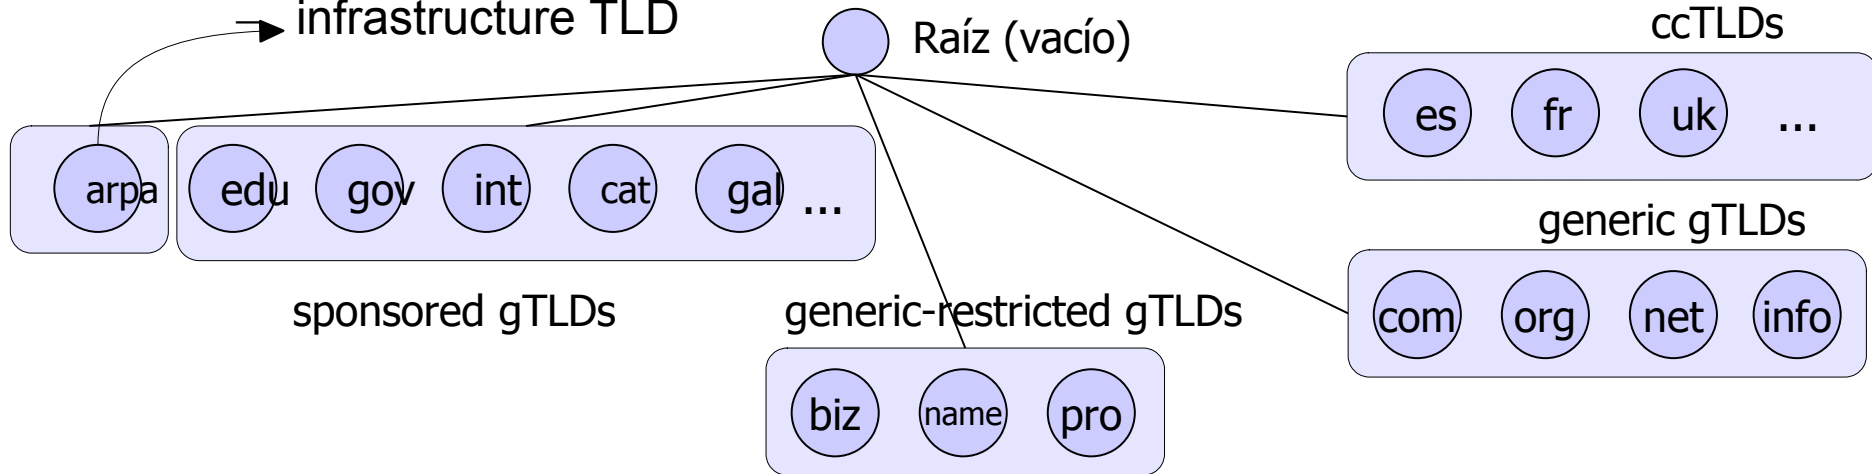 infrastructure TLD
Raíz (vacío)
ccTLDs
es fr uk ...
arpa edu gov int cat gal ...
generic gTLDs
sponsored gTLDs
generic-restricted gTLDs
com org net info
biz name pro